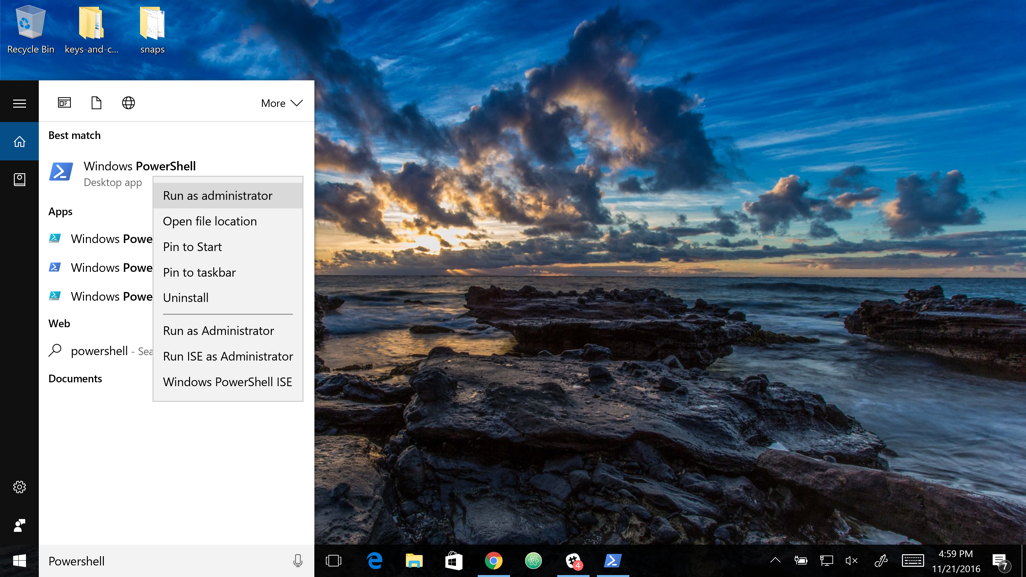 Recycle Bin
keys-and-c...
snaps
More
Best match
Windows PowerShell
Desktop app
Run as administrator
Open file location
Pin to Start
Pin to taskbar
Uninstall
Run as Administrator
Run ISE as Administrator
Windows PowerShell ISE
Apps
Windows Powe
Windows Powe
Windows Powe
Web
powershell - Sea
Documents
Powershell
4
4:59 PM
11/21/2016
7